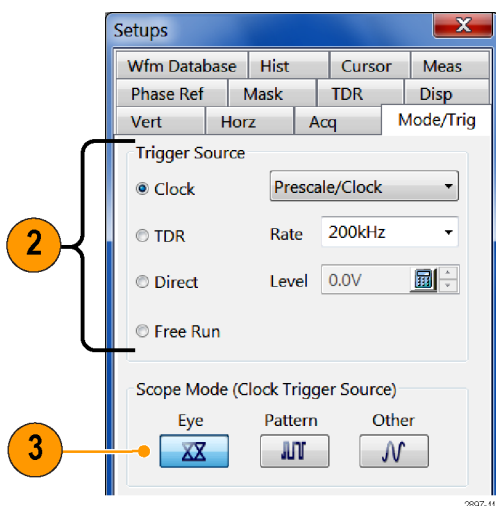 Setups X
Wfm Database Hist Cursor Meas
Phase Ref Mask TDR Disp
Vert Horz Acq Mode/Trig
Trigger Source
Clock Prescale/Clock
TDR Rate 200kHz
2
Direct Level 0.0V
Free Run
Scope Mode (Clock Trigger Source)
Eye Pattern Other
3
2897-11